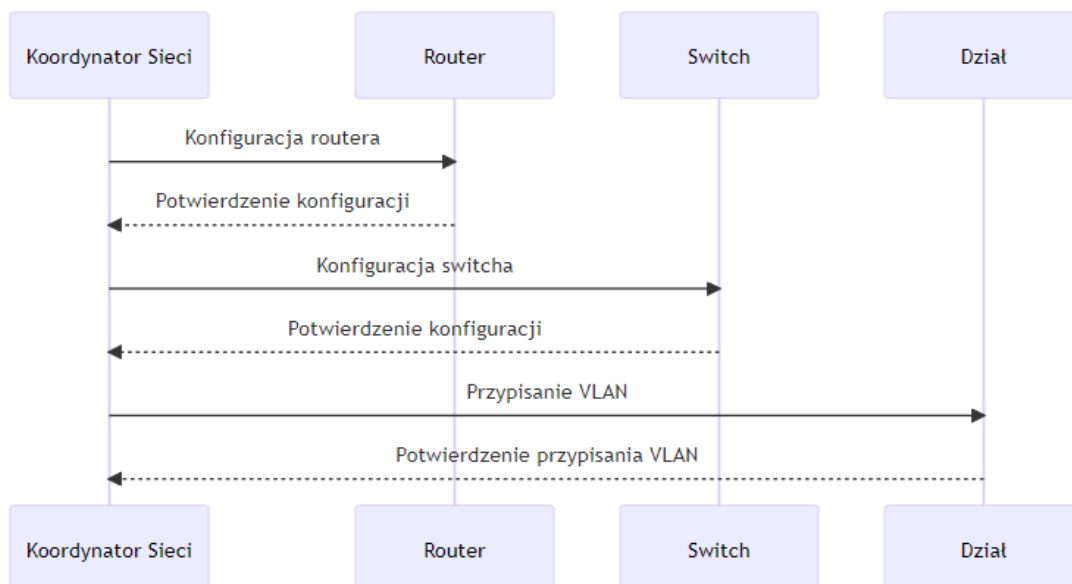 Koordynator Sieci
Router
Switch
Dział
Konfiguracja routera
Potwierdzenie konfiguracji
Konfiguracja switcha
Potwierdzenie konfiguracji
Przypisanie VLAN
Potwierdzenie przypisania VLAN
Koordynator Sieci
Router
Switch
Dział